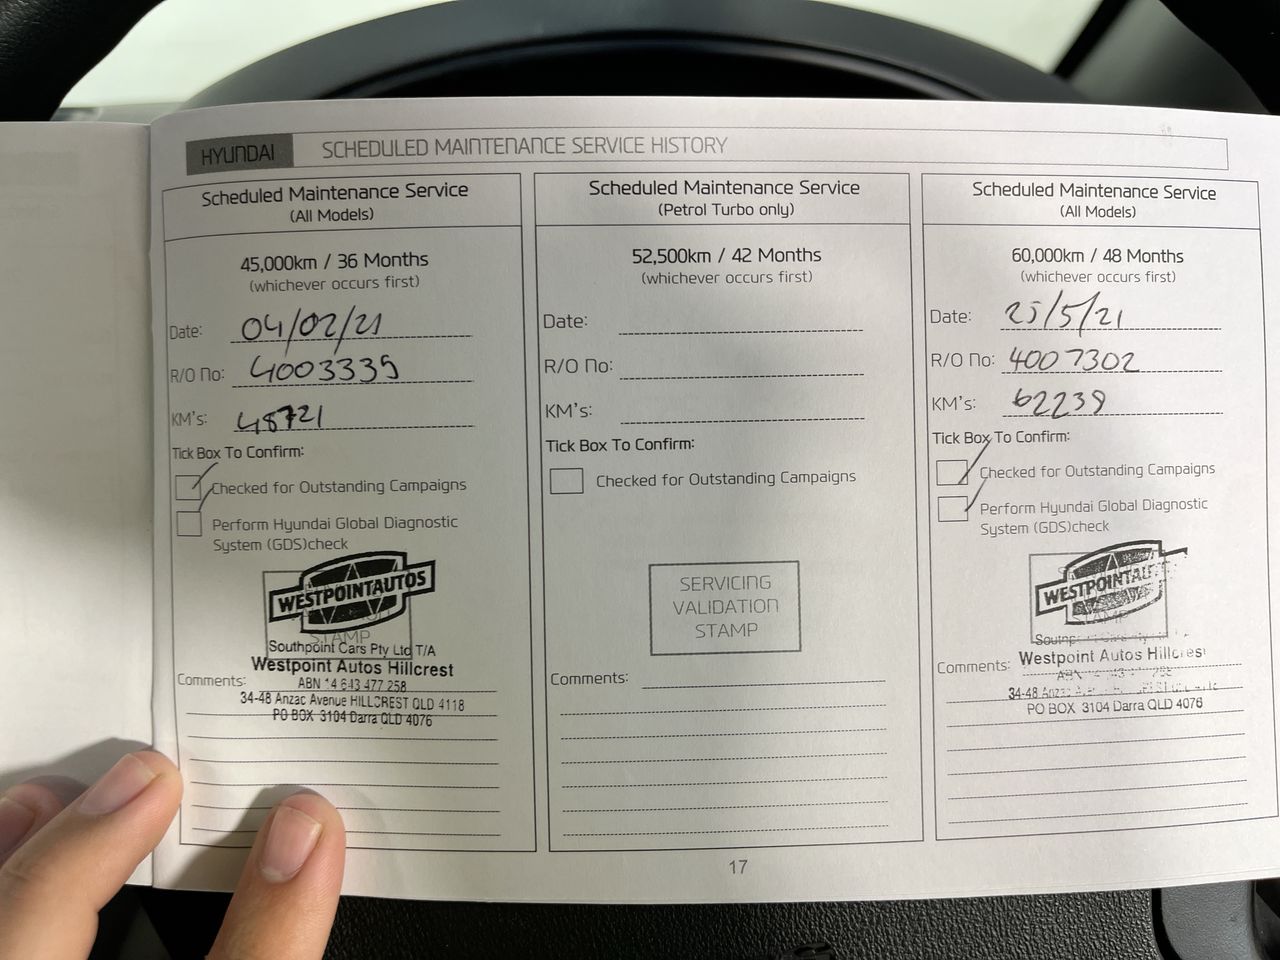 HYUNDAI
SCHEDULED MAINTENANCE SERVICE HISTORY
Scheduled Maintenance Service
(All Models)
45,000km / 36 Months
(whichever occurs first)
Date: 04/02/21
R/O No: 4003339
KM's: 48721
Tick Box To Confirm:
Checked for Outstanding Campaigns
Perform Hyundai Global Diagnostic
System (GDS)check
WESTPOINTAUTOS
STAMP
Southpoint Cars Pty Ltd T/A
Westpoint Autos Hillcrest
Comments:
ABN 14 643 477 258
34-48 Anzac Avenue HILLCREST QLD 4118
PO BOX 3104 Darra QLD 4076
Scheduled Maintenance Service
(Petrol Turbo only)
52,500km / 42 Months
(whichever occurs first)
Date:
R/O No:
KM's:
Tick Box To Confirm:
Checked for Outstanding Campaigns
SERVICING
VALIDATION
STAMP
Comments:
Scheduled Maintenance Service
(All Models)
60,000km / 48 Months
(whichever occurs first)
Date: 25/5/21
R/O No: 4007302
KM's: 62239
Tick Box To Confirm:
Checked for Outstanding Campaigns
Perform Hyundai Global Diagnostic
System (GDS)check
Westpoint Autos Hillcrest
Comments:
34-48
PO BOX 3104 Darra QLD 4076
17